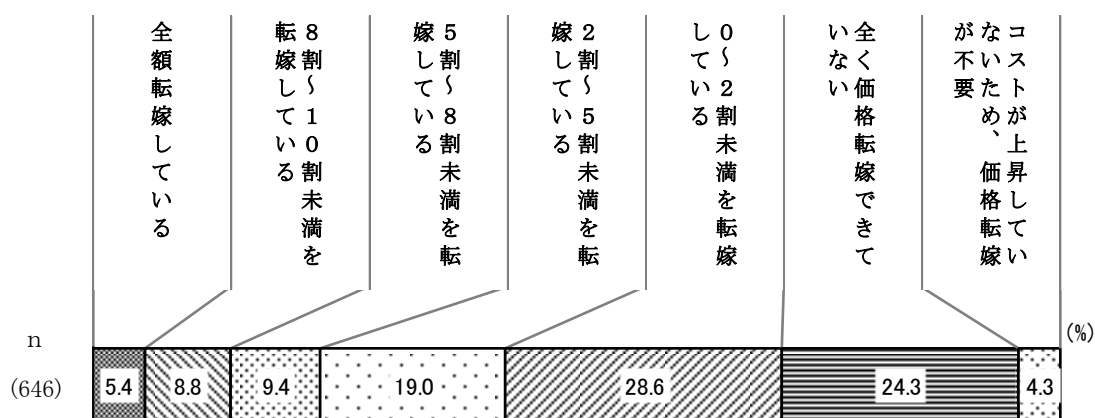 全額転嫁している
8割~10割未満を
転嫁している
5割~8割未満を転
嫁している
2割~5割未満を転
嫁している
0~2割未満を転嫁
している
全く価格転嫁できて
いない
コストが上昇してい
ないため、価格転嫁
が不要
n
(%)
(646)
5.4
8.8
9.4
19.0
28.6
24.3
4.3